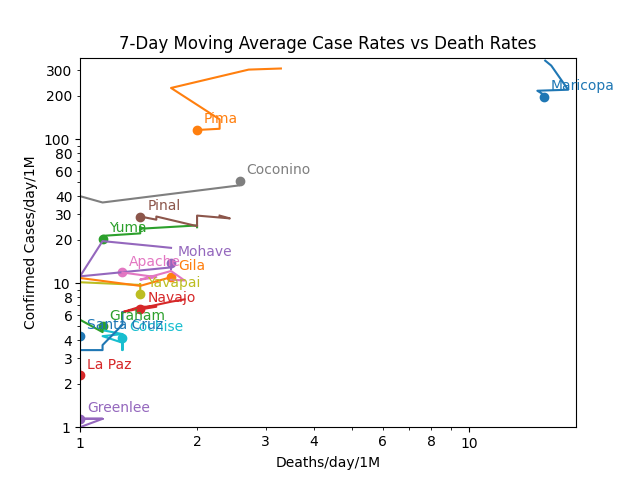 7-Day Moving Average Case Rates vs Death Rates
Confirmed Cases/day/1M
300
200
100
80
60
40
30
20
10
8
6
4
3
2
1
Maricopa
Pima
Coconino
Pinal
Yuma
Mohave
Apache
Gila
Yavapai
Navajo
Graham
Santa Cruz
Cochise
La Paz
Greenlee
1
2
3
4
6
8
10
Deaths/day/1M